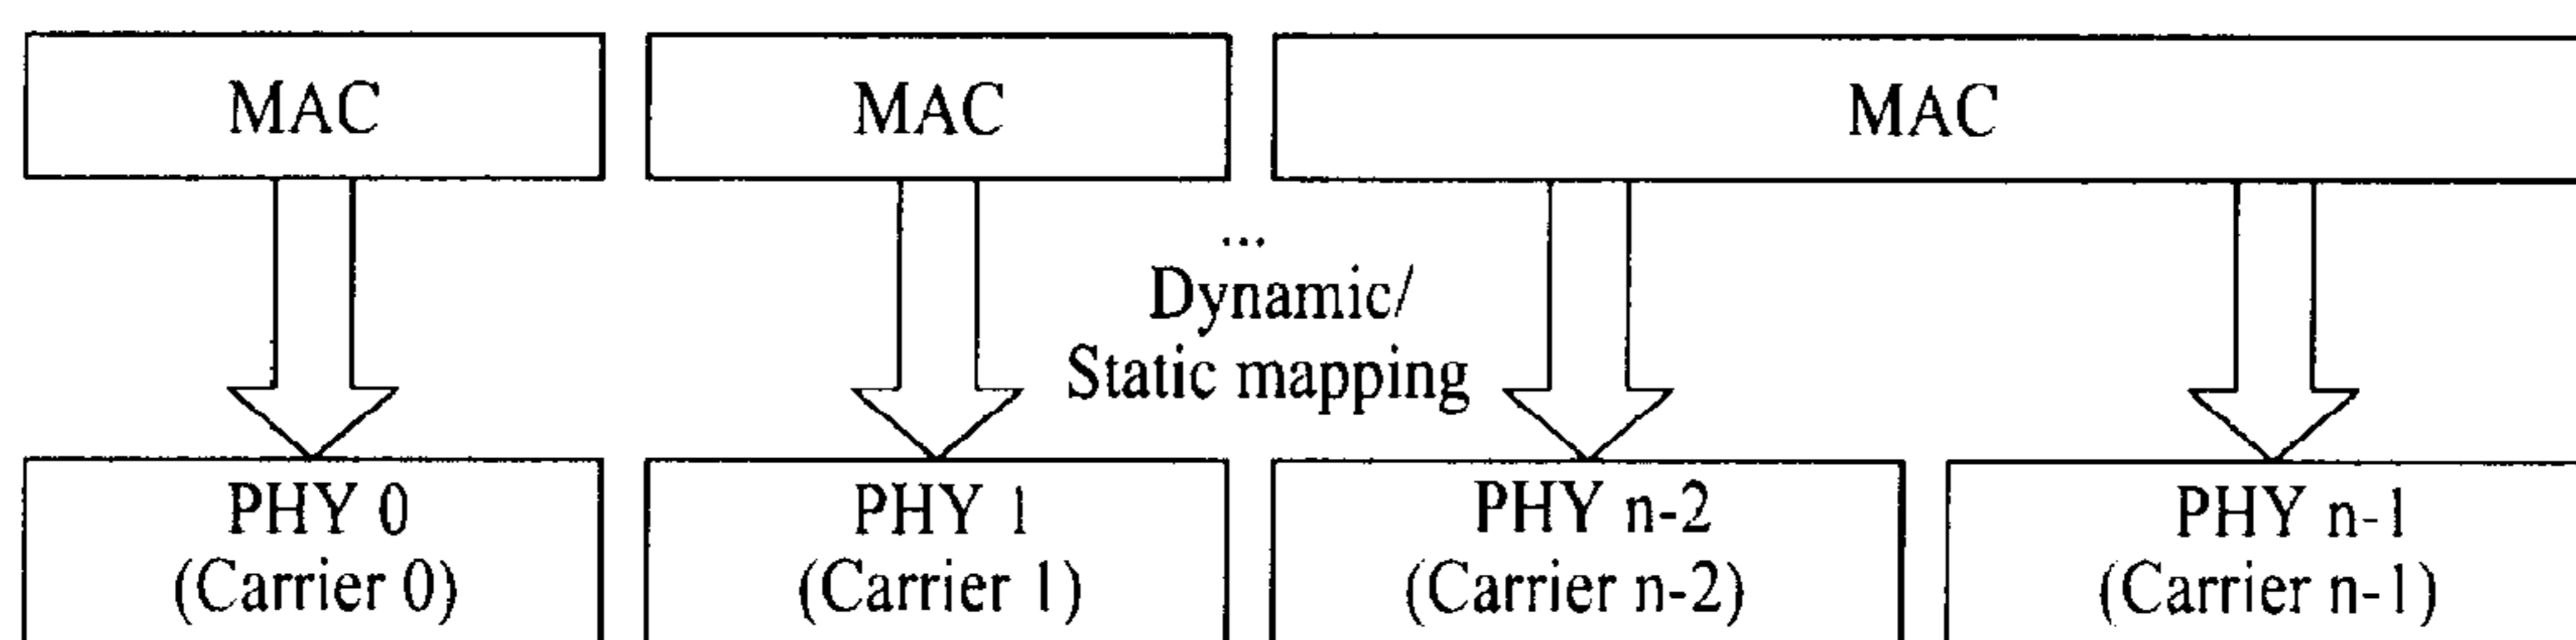 MAC
MAC
MAC
...
Dynamic/
Static mapping
PHY 0
(Carrier 0)
PHY 1
(Carrier 1)
PHY n-2
(Carrier n-2)
PHY n-1
(Carrier n-1)